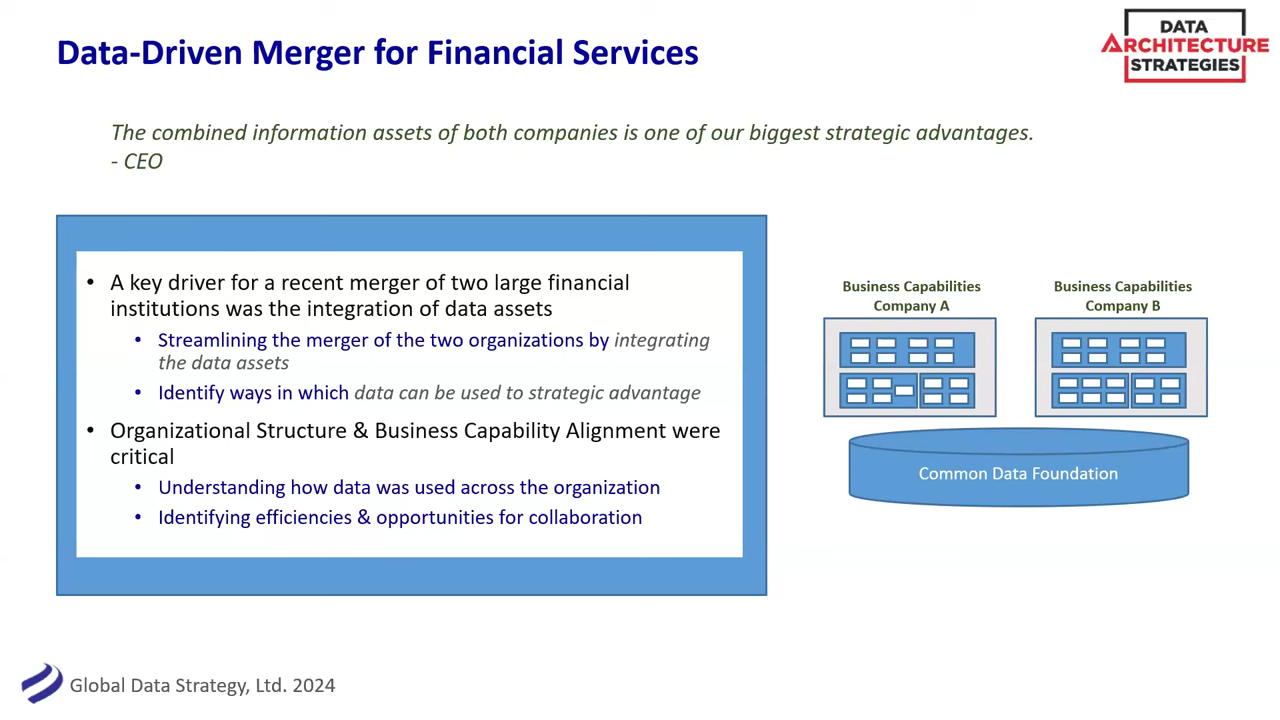 Data-Driven Merger for Financial Services
DATA
ARCHITECTURE
STRATEGIES
The combined information assets of both companies is one of our biggest strategic advantages.
- CEO
• A key driver for a recent merger of two large financial
institutions was the integration of data assets
• Streamlining the merger of the two organizations by integrating
the data assets
• Identify ways in which data can be used to strategic advantage
• Organizational Structure & Business Capability Alignment were
critical
• Understanding how data was used across the organization
• Identifying efficiencies & opportunities for collaboration
Business Capabilities
Company A
Business Capabilities
Company B
Common Data Foundation
Global Data Strategy, Ltd. 2024